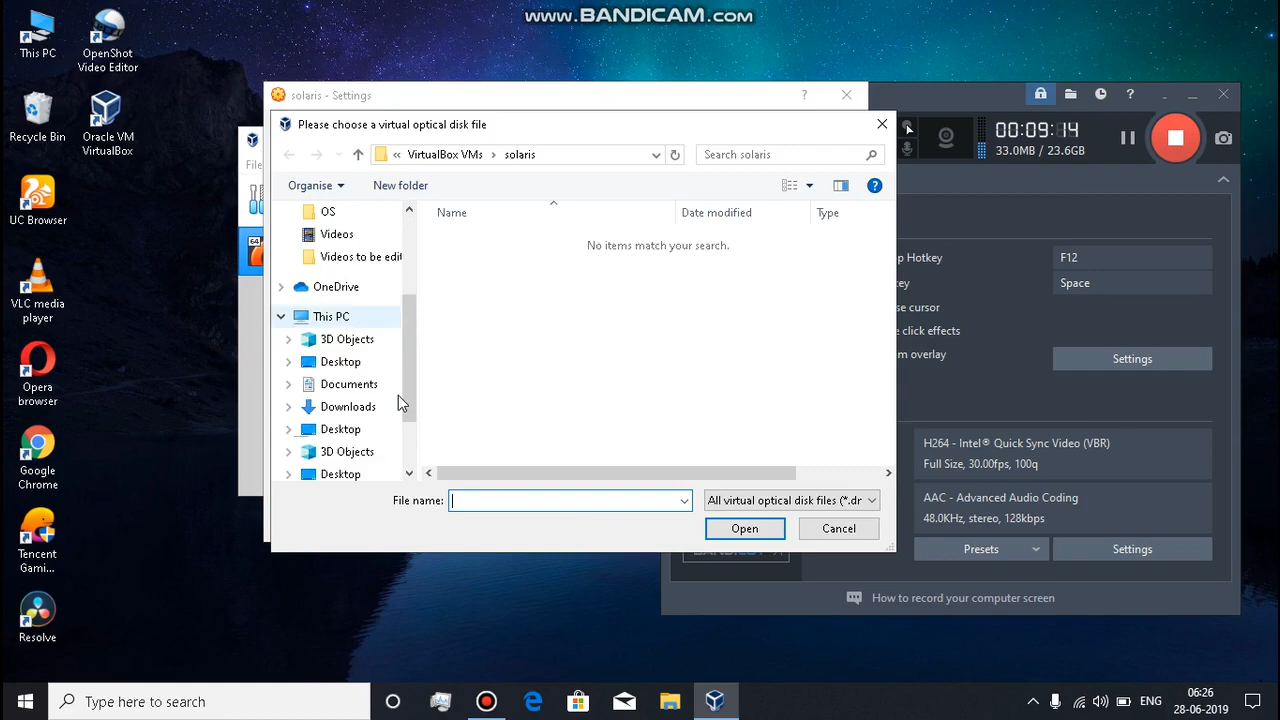 www.BANDICAM.com
This PC
OpenShot
Video Editor
Recycle Bin
Oracle VM
VirtualBox
UC Browser
VLC media
player
Opera
browser
Google
Chrome
Tencent
Gami...
Resolve
solaris - Settings
?
Please choose a virtual optical disk file
« VirtualBox VMs > solaris
Search solaris
Organise
New folder
OS
Videos
Videos to be edit
OneDrive
This PC
3D Objects
Desktop
Documents
Downloads
Desktop
3D Objects
Desktop
Name
Date modified
Type
No items match your search.
File name:
All virtual optical disk files (*.dr
Open
Cancel
File
64
?
00:09:14
33.0MB / 23.6GB
p Hotkey
F12
key
Space
se cursor
e click effects
m overlay
Settings
H264 - Intel® Quick Sync Video (VBR)
Full Size, 30.00fps, 100q
AAC - Advanced Audio Coding
48.0KHz, stereo, 128kbps
Presets
Settings
How to record your computer screen
Type here to search
ENG
06:26
28-06-2019